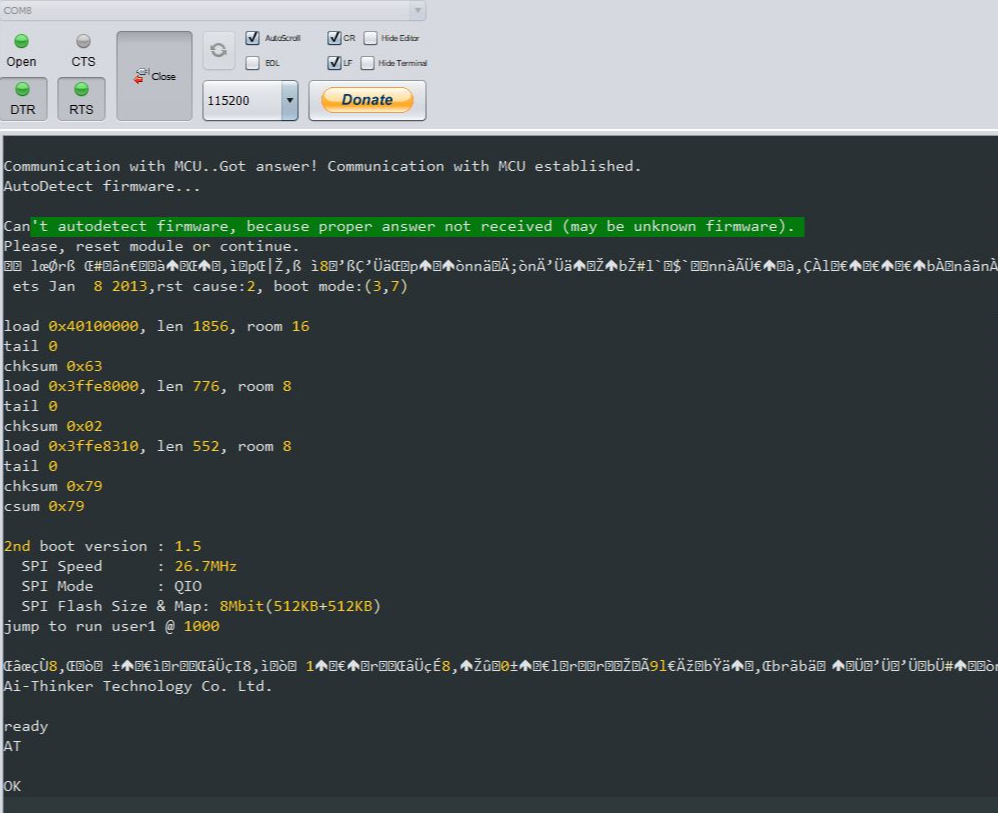 COM8
Open
CTS
DTR
RTS
Close
AutoScroll
CR
Hide Editor
EOL
LF
Hide Terminal
115200
Donate
Communication with MCU..Got answer! Communication with MCU established.
AutoDetect firmware...
Can't autodetect firmware, because proper answer not received (may be unknown firmware).
Please, reset module or continue.
ets Jan 8 2013,rst cause:2, boot mode:(3,7)
load 0x40100000, len 1856, room 16
tail 0
chksum 0x63
load 0x3ffe8000, len 776, room 8
tail 0
chksum 0x02
load 0x3ffe8310, len 552, room 8
tail 0
chksum 0x79
csum 0x79
2nd boot version : 1.5
SPI Speed : 26.7MHz
SPI Mode : QIO
SPI Flash Size & Map: 8Mbit(512KB+512KB)
jump to run user1 @ 1000
Ai-Thinker Technology Co. Ltd.
ready
AT
OK